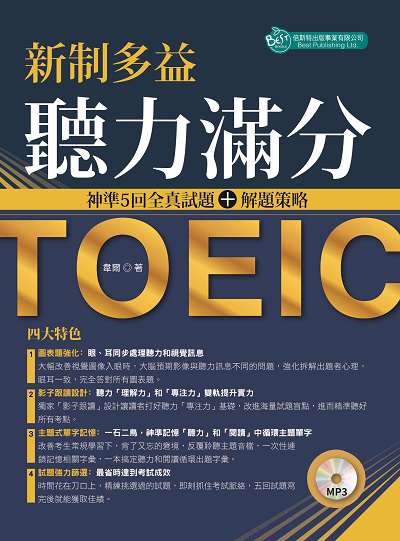 BEST
倍斯特出版事業有限公司
Best Publishing Ltd.
新制多益
聽力滿分
神準5回全真試題+解題策略
TOEIC
韋爾◎著
四大特色
1 圖表題強化：眼、耳同步處理聽力和視覺訊息
大幅改善視覺圖像入眼時，大腦預期影像與聽力訊息不同的問題，強化拆解出題者心理，
眼耳一致，完全答對所有圖表題。
2 影子跟讀設計：聽力「理解力」和「專注力」雙軌提升實力
獨家「影子跟讀」設計讓讀者打好聽力「專注力」基礎，改進海量試題盲點，進而精準聽好
所有考點。
3 主題式單字記憶：一石二鳥，神準記憶「聽力」和「閱讀」中循環主題單字
改善考生常規學習下，背了又忘的窘境，反覆聆聽主題音檔，一次性連
鎖記憶相關字彙，一本搞定聽力和閱讀循環出題字彙。
4 試題強力篩選：最省時達到考試成效
時間花在刀口上，精練挑選過的試題，即刻抓住考試脈絡，五回試題寫
完後就能獲取佳績。
MP3